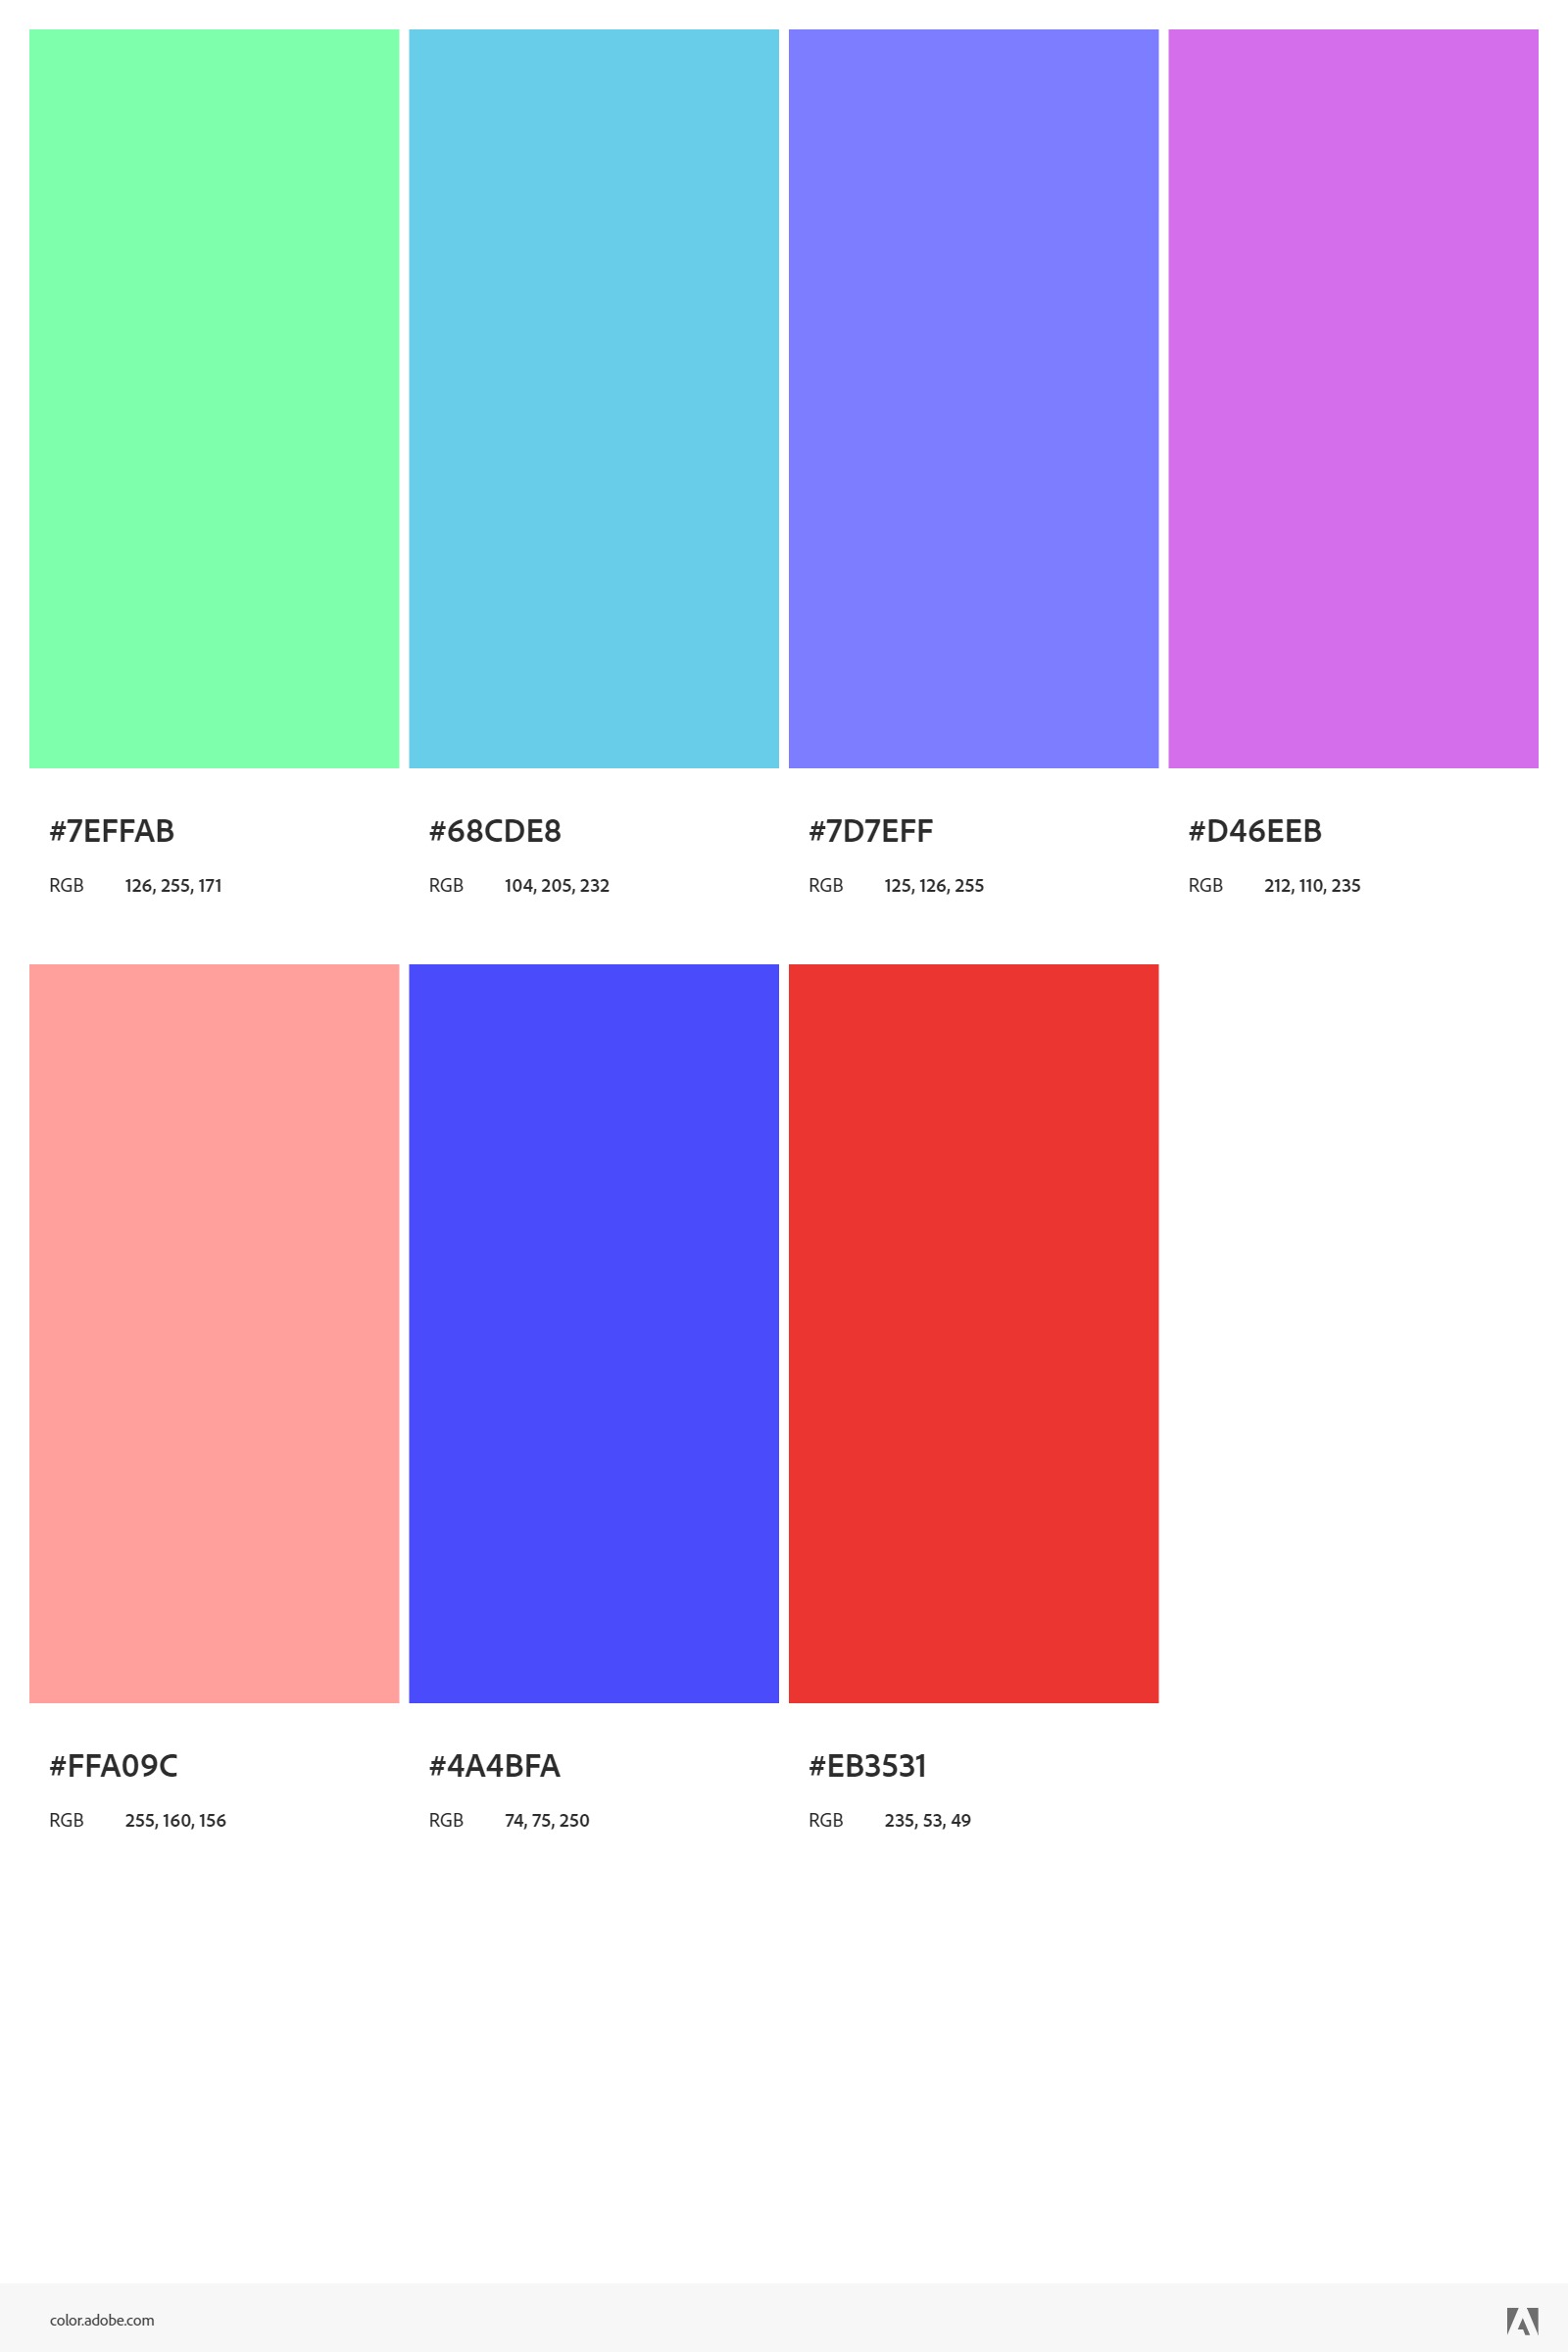 #7EFFAB #68CDE8 #7D7EFF #D46EEB
RGB 126, 255, 171 RGB 104, 205, 232 RGB 125, 126, 255 RGB 212, 110, 235
#FFA09C #4A4BFA #EB3531
RGB 255, 160, 156 RGB 74, 75, 250 RGB 235, 53, 49
color.adobe.com